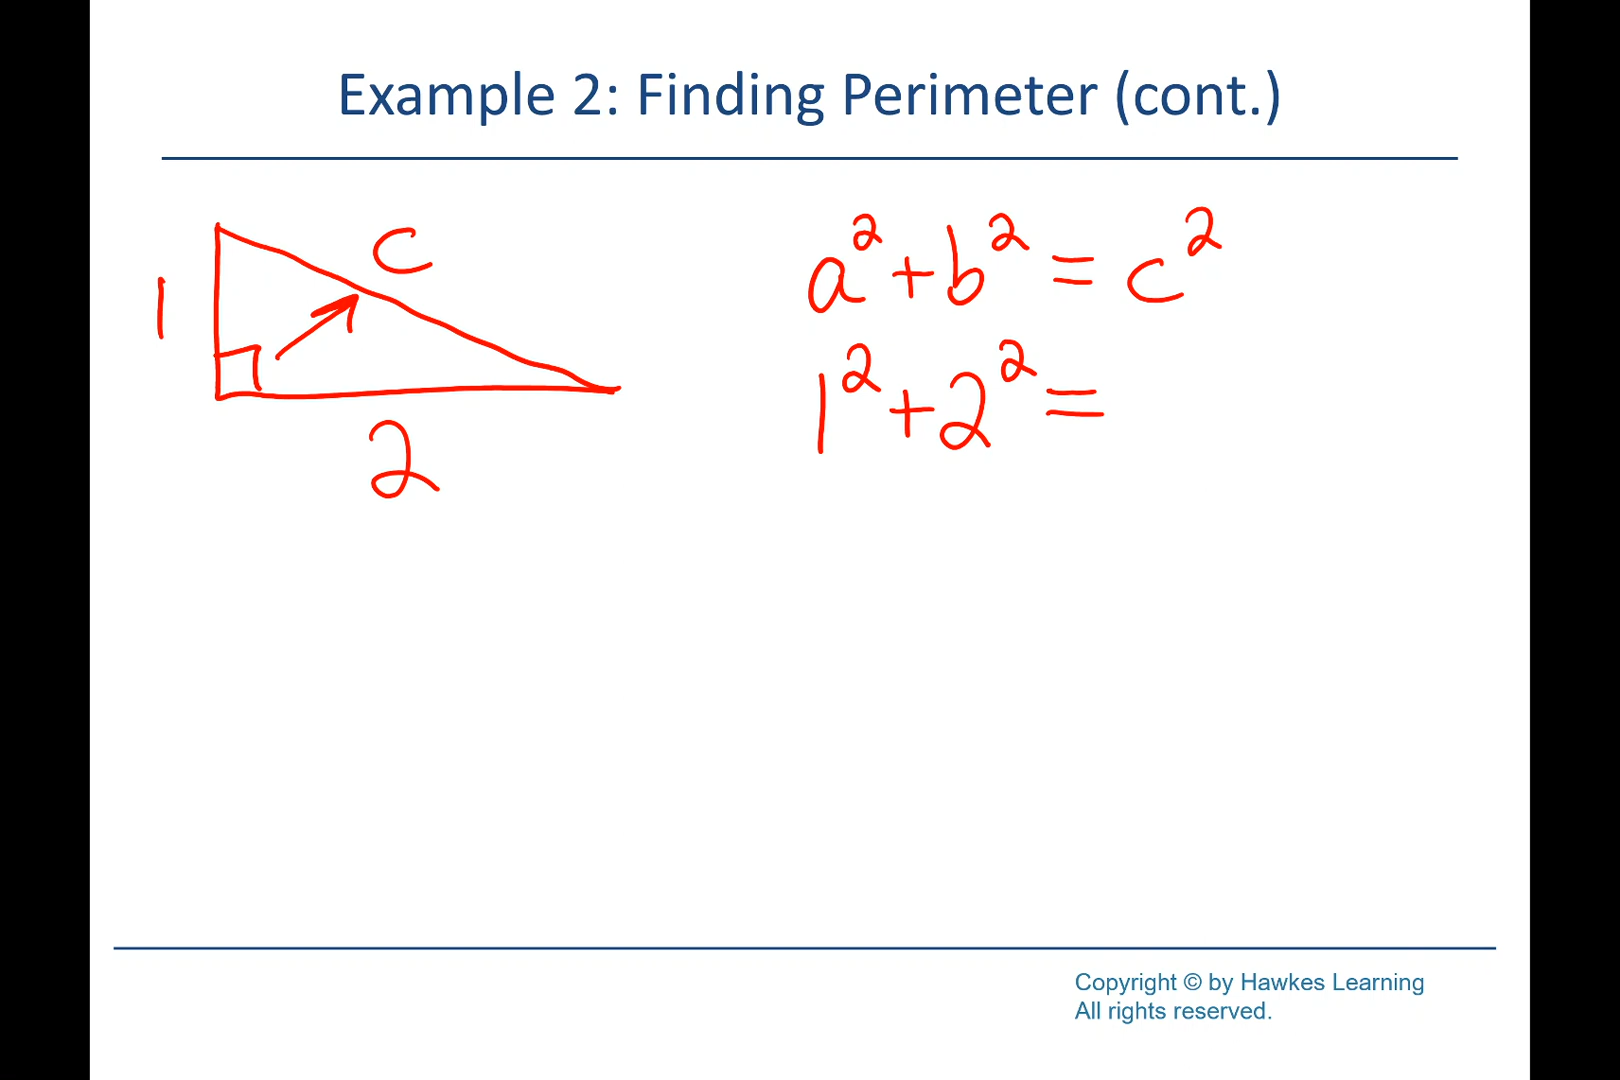 Example 2: Finding Perimeter (cont.)
c
1
2
a² + b² = c²
1² + 2² =
Copyright © by Hawkes Learning
All rights reserved.